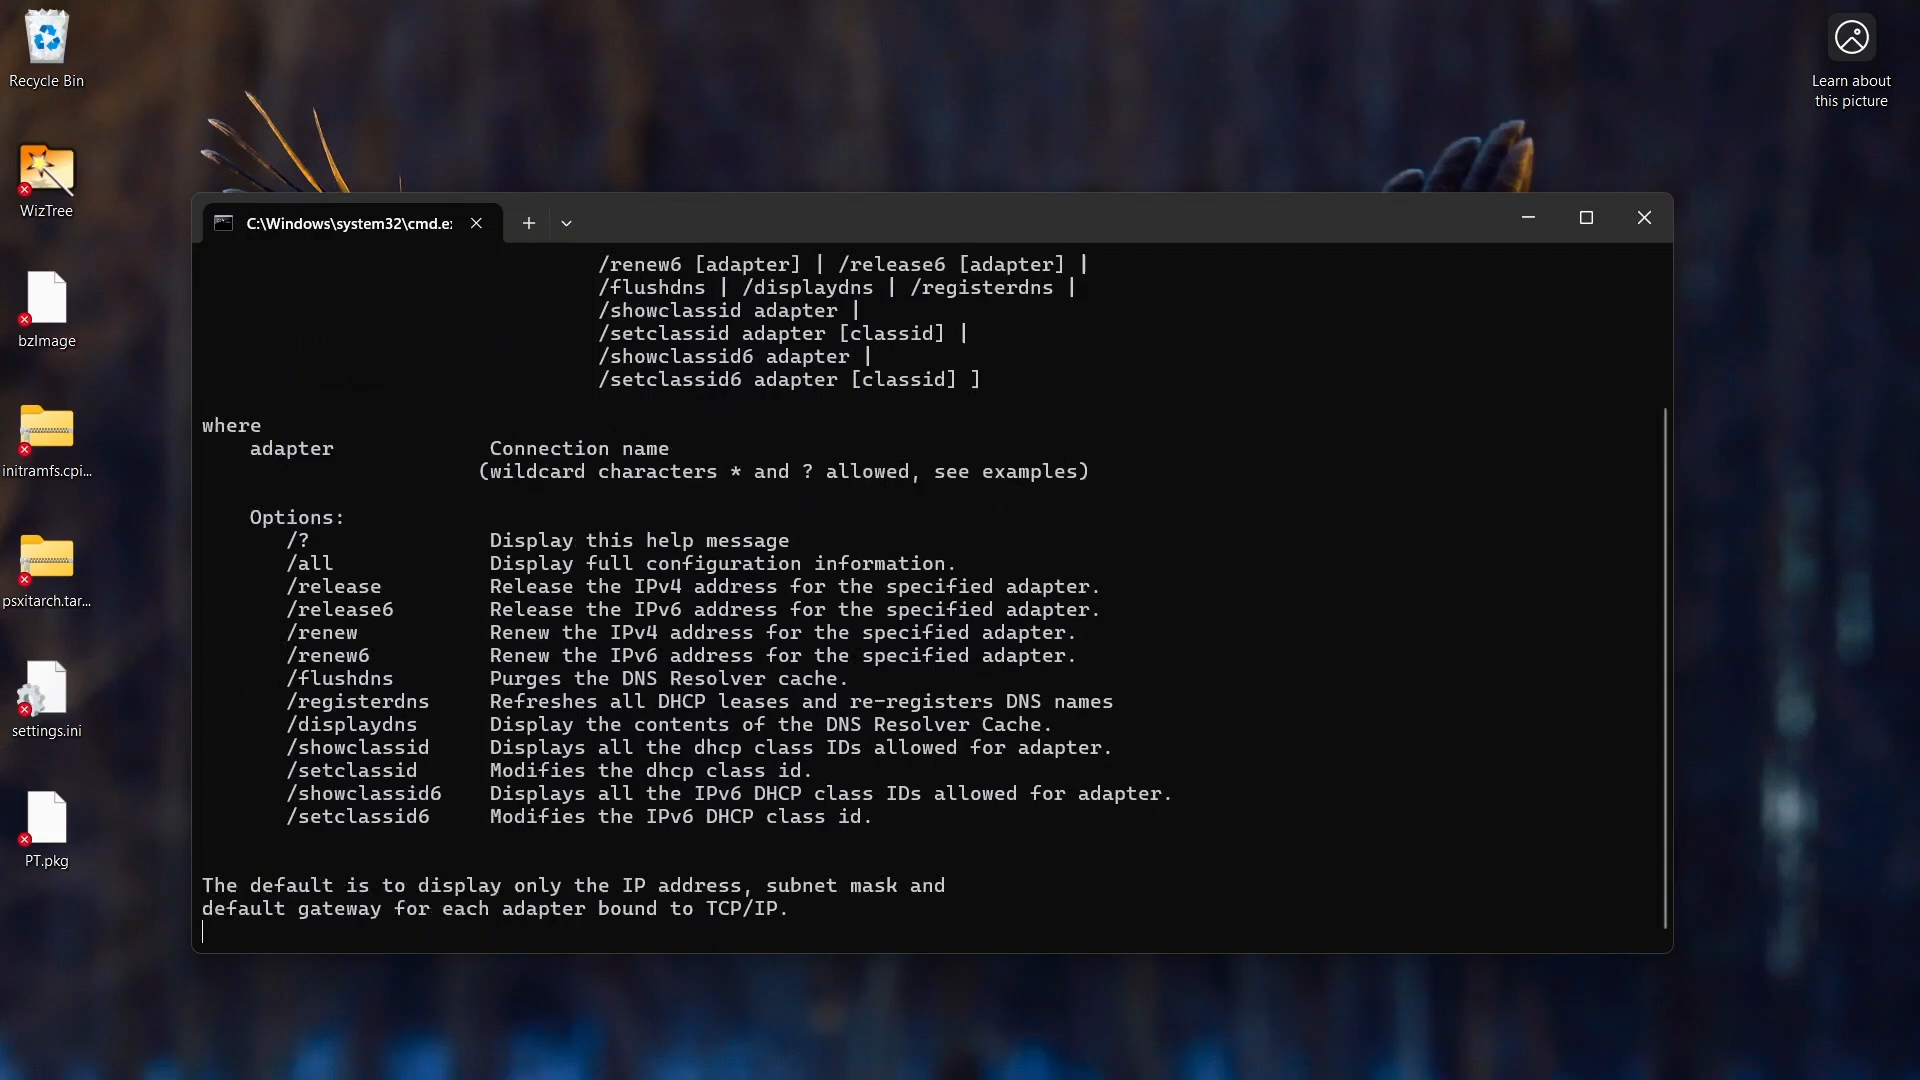 Recycle Bin
WizTree
bzImage
initramfs.cpi...
psxitarch.tar...
settings.ini
PT.pkg
Learn about
this picture
C:\Windows\system32\cmd.e
/renew6 [adapter] | /release6 [adapter] |
/flushdns | /displaydns | /registerdns |
/showclassid adapter |
/setclassid adapter [classid] |
/showclassid6 adapter |
/setclassid6 adapter [classid] ]
where
adapter Connection name
(wildcard characters * and ? allowed, see examples)
Options:
/? Display this help message
/all Display full configuration information.
/release Release the IPv4 address for the specified adapter.
/release6 Release the IPv6 address for the specified adapter.
/renew Renew the IPv4 address for the specified adapter.
/renew6 Renew the IPv6 address for the specified adapter.
/flushdns Purges the DNS Resolver cache.
/registerdns Refreshes all DHCP leases and re-registers DNS names
/displaydns Display the contents of the DNS Resolver Cache.
/showclassid Displays all the dhcp class IDs allowed for adapter.
/setclassid Modifies the dhcp class id.
/showclassid6 Displays all the IPv6 DHCP class IDs allowed for adapter.
/setclassid6 Modifies the IPv6 DHCP class id.
The default is to display only the IP address, subnet mask and
default gateway for each adapter bound to TCP/IP.